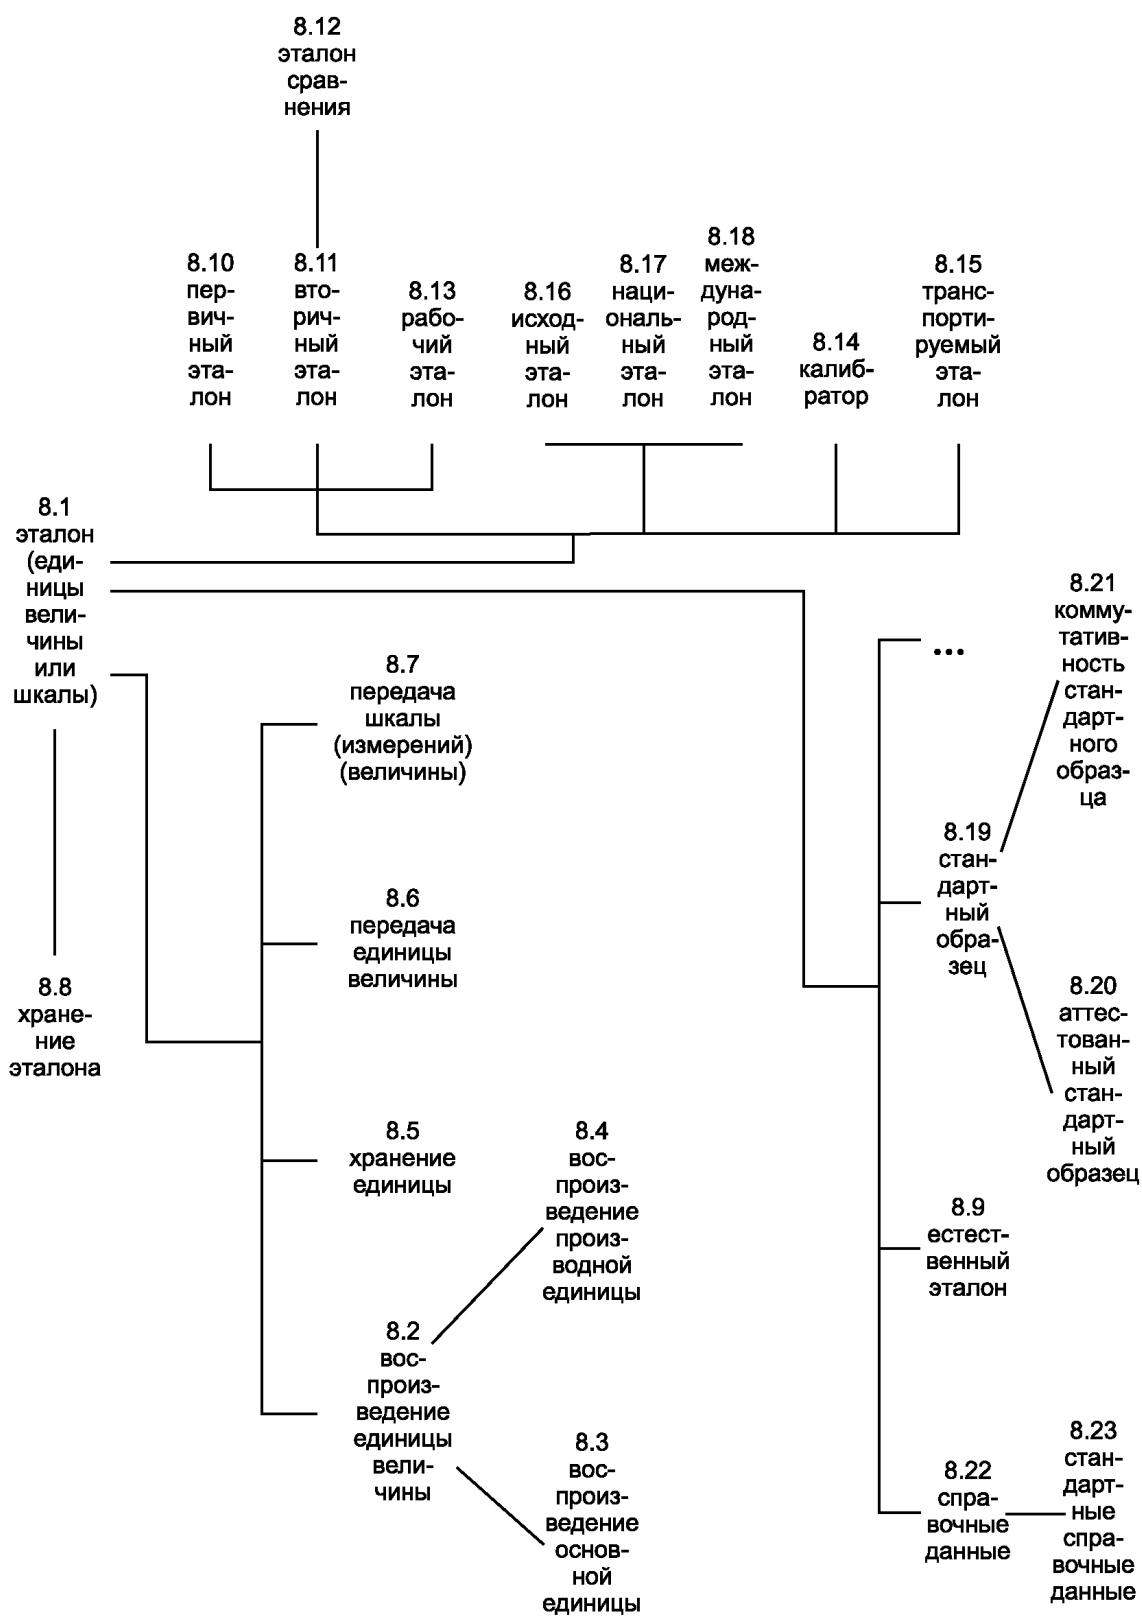 8.12
эталон
срав-
нения
8.10
пер-
вич-
ный
эта-
лон
8.11
вто-
рич-
ный
эта-
лон
8.13
рабо-
чий
эта-
лон
8.16
исход-
ный
эта-
лон
8.17
наци-
ональ-
ный
эта-
лон
8.18
меж-
дуна-
род-
ный
эта-
лон
8.14
калиб-
ратор
8.15
транс-
порти-
руемый
эта-
лон
8.1
эталон
(еди-
ницы
вели-
чины
или
шкалы)
8.8
хране-
ние
эталона
8.7
передача
шкалы
(измерений)
(величины)
8.6
передача
единицы
величины
8.5
хранение
единицы
8.4
вос-
произ-
ведение
произ-
водной
единицы
8.2
вос-
произ-
ведение
единицы
вели-
чины
8.3
вос-
произ-
ведение
основ-
ной
единицы
...
8.21
комму-
татив-
ность
стан-
дарт-
ного
образ-
ца
8.19
стан-
дарт-
ный
обра-
зец
8.20
аттес-
тован-
ный
стан-
дарт-
ный
образец
8.9
естест-
венный
эталон
8.22
спра-
вочные
данные
8.23
стан-
дарт-
ные
спра-
вочные
данные